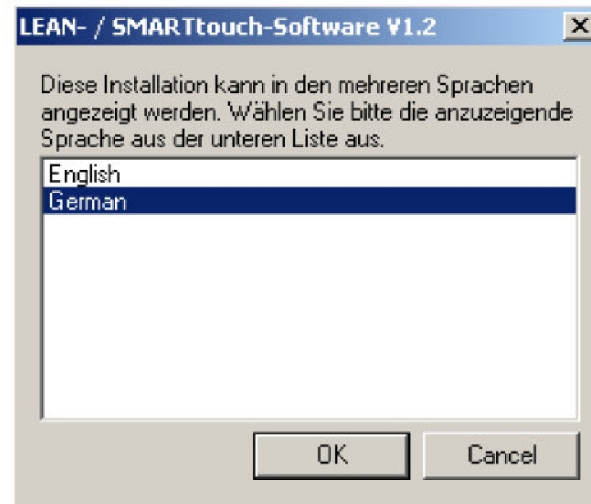 LEAN- / SMARTtouch-Software V1.2
Diese Installation kann in den mehreren Sprachen
angezeigt werden. Wählen Sie bitte die anzuzeigende
Sprache aus der unteren Liste aus.
English
German
OK Cancel